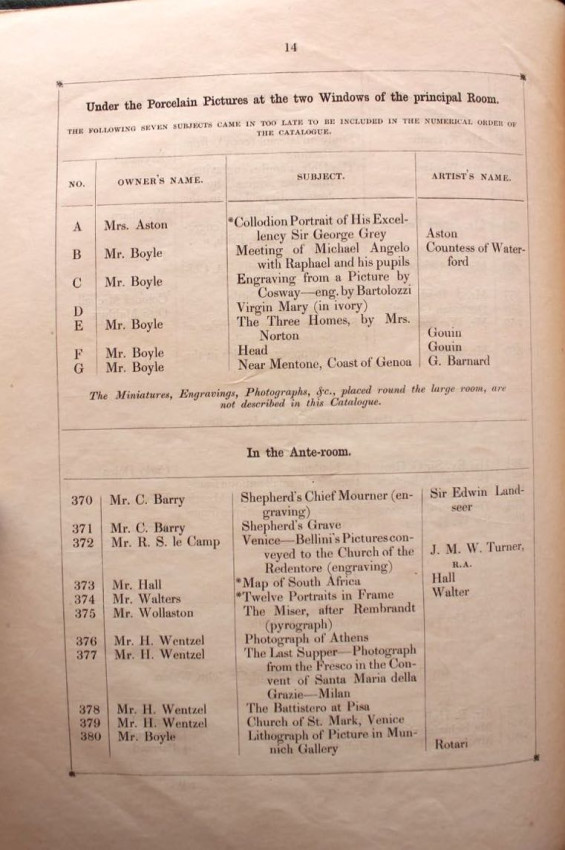 14
Under the Porcelain Pictures at the two Windows of the principal Room.
THE FOLLOWING SEVEN SUBJECTS CAME IN TOO LATE TO BE INCLUDED IN THE NUMERICAL ORDER OF
THE CATALOGUE.
NO. OWNER'S NAME. SUBJECT. ARTIST'S NAME.
A Mrs. Aston *Collodion Portrait of His Excel-
lency Sir George Grey Aston
B Mr. Boyle Meeting of Michael Angelo Countess of Water-
with Raphael and his pupils ford
C Mr. Boyle Engraving from a Picture by
Cosway—eng. by Bartolozzi
D Virgin Mary (in ivory)
E Mr. Boyle The Three Homes, by Mrs.
Norton Gouin
F Mr. Boyle Head Gouin
G Mr. Boyle Near Mentone, Coast of Genoa G. Barnard
The Miniatures, Engravings, Photographs, &c., placed round the large room, are
not described in this Catalogue.
In the Ante-room.
370 Mr. C. Barry Shepherd's Chief Mourner (en- Sir Edwin Land-
graving) seer
371 Mr. C. Barry Shepherd's Grave
372 Mr. R. S. le Camp Venice—Bellini's Pictures con-
veyed to the Church of the J. M. W. Turner,
Redentore (engraving) R.A.
373 Mr. Hall *Map of South Africa Hall
374 Mr. Walters *Twelve Portraits in Frame Walter
375 Mr. Wollaston The Miser, after Rembrandt
(pyrograph)
376 Mr. H. Wentzel Photograph of Athens
377 Mr. H. Wentzel The Last Supper—Photograph
from the Fresco in the Con-
vent of Santa Maria della
Grazie—Milan
378 Mr. H. Wentzel The Battistero at Pisa
379 Mr. H. Wentzel Church of St. Mark, Venice
380 Mr. Boyle Lithograph of Picture in Mu-
nich Gallery Rotari